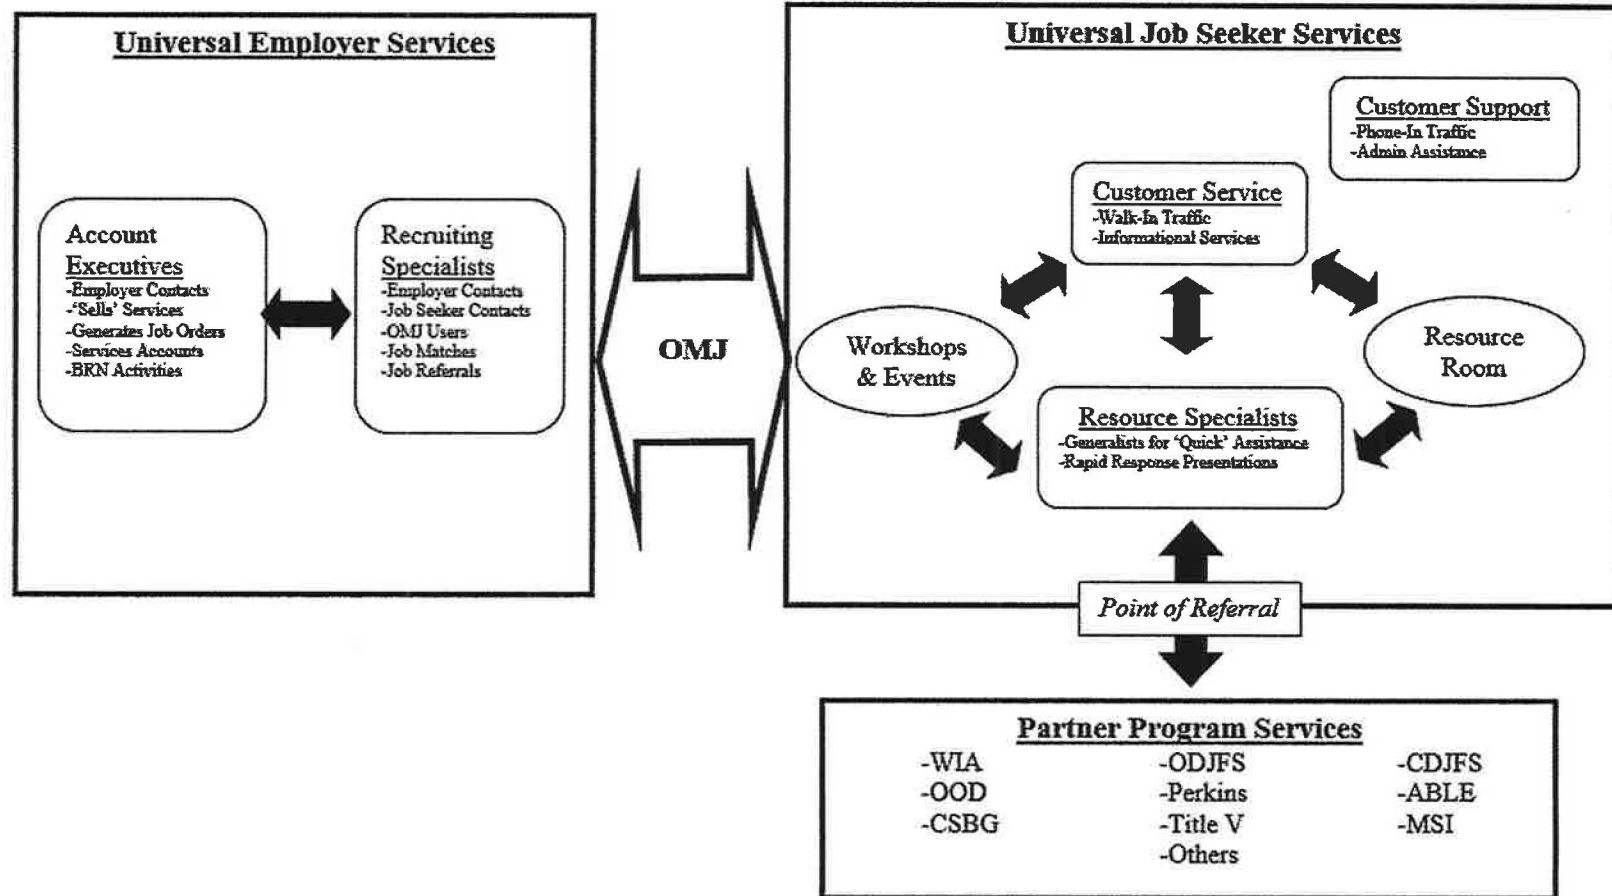 Universal Employer Services
Account
Executives
-Employer Contacts
-'Sells' Services
-Generates Job Orders
-Services Accounts
-BRN Activities
Recruiting
Specialists
-Employer Contacts
-Job Seeker Contacts
-OMJ Users
-Job Matches
-Job Referrals
OMJ
Universal Job Seeker Services
Customer Support
-Phone-In Traffic
-Admin Assistance
Customer Service
-Walk-In Traffic
-Informational Services
Workshops
& Events
Resource
Room
Resource Specialists
-Generalists for 'Quick' Assistance
-Rapid Response Presentations
Point of Referral
Partner Program Services
-WIA
-OOD
-CSBG
-ODJFS
-Perkins
-Title V
-Others
-CDJFS
-ABLE
-MSI